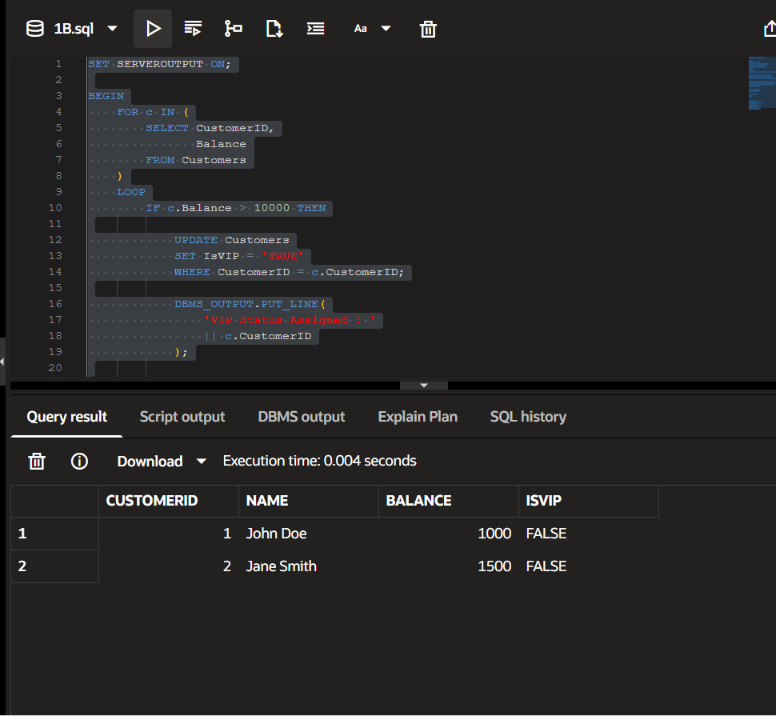 1B.sql
Aa
1 SET SERVEROUTPUT ON;
2
3 BEGIN
4 FOR c IN (
5 SELECT CustomerID,
6 Balance
7 FROM Customers
8 )
9 LOOP
10 IF c.Balance > 10000 THEN
11
12 UPDATE Customers
13 SET IsVIP = 'TRUE'
14 WHERE CustomerID = c.CustomerID;
15
16 DBMS_OUTPUT.PUT_LINE(
17 'VIP Status Assigned : '
18 || c.CustomerID
19 );
20
Query result Script output DBMS output Explain Plan SQL history
Download Execution time: 0.004 seconds
CUSTOMERID NAME BALANCE ISVIP
1 1 John Doe 1000 FALSE
2 2 Jane Smith 1500 FALSE